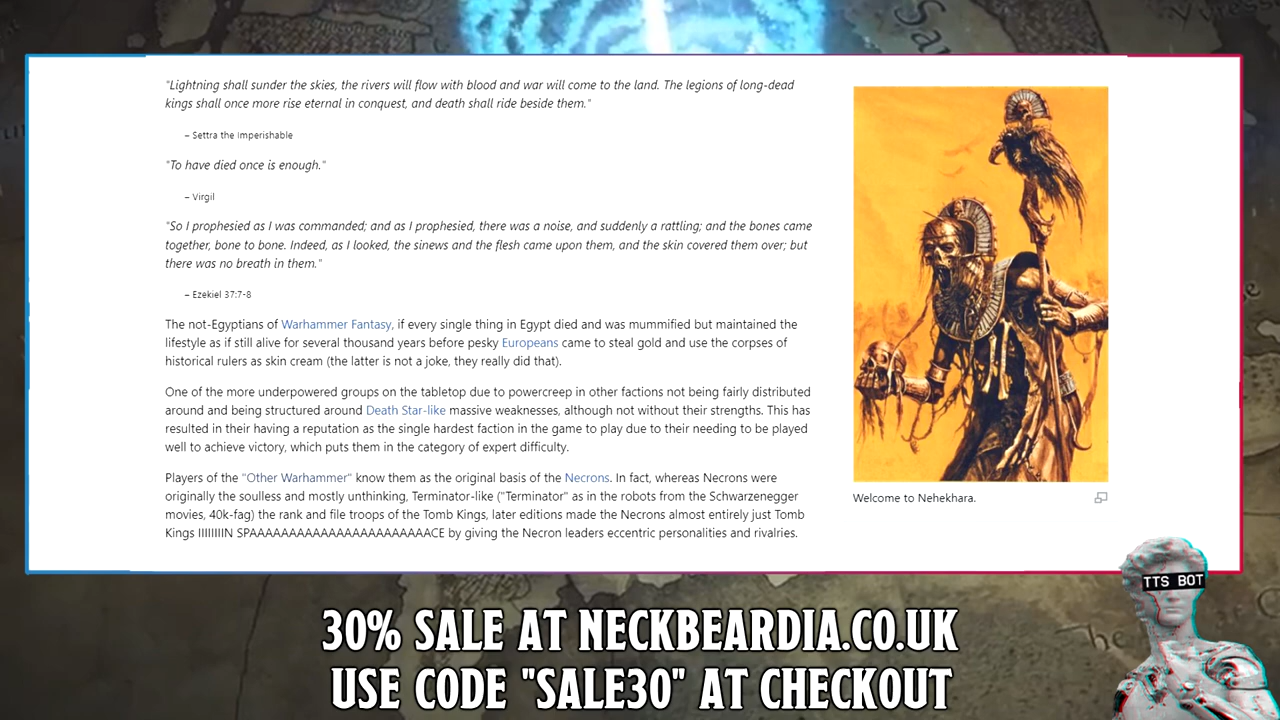 "Lightning shall sunder the skies, the rivers will flow with blood and war will come to the land. The legions of long-dead
kings shall once more rise eternal in conquest, and death shall ride beside them."
– Settra the Imperishable
"To have died once is enough."
– Virgil
"So I prophesied as I was commanded; and as I prophesied, there was a noise, and suddenly a rattling; and the bones came
together, bone to bone. Indeed, as I looked, the sinews and the flesh came upon them, and the skin covered them over; but
there was no breath in them."
– Ezekiel 37:7-8
The not-Egyptians of Warhammer Fantasy, if every single thing in Egypt died and was mummified but maintained the
lifestyle as if still alive for several thousand years before pesky Europeans came to steal gold and use the corpses of
historical rulers as skin cream (the latter is not a joke, they really did that).
One of the more underpowered groups on the tabletop due to powercreep in other factions not being fairly distributed
around and being structured around Death Star-like massive weaknesses, although not without their strengths. This has
resulted in their having a reputation as the single hardest faction in the game to play due to their needing to be played
well to achieve victory, which puts them in the category of expert difficulty.
Players of the "Other Warhammer" know them as the original basis of the Necrons. In fact, whereas Necrons were
originally the soulless and mostly unthinking, Terminator-like ("Terminator" as in the robots from the Schwarzenegger
movies, 40k-fag) the rank and file troops of the Tomb Kings, later editions made the Necrons almost entirely just Tomb
Kings IIIIIIIIN SPAAAAAAAAAAAAAAAAAAAAAAACE by giving the Necron leaders eccentric personalities and rivalries.
Welcome to Nehekhara.
TTS BOT
30% SALE AT NECKBEARDIA.CO.UK
USE CODE "SALE30" AT CHECKOUT